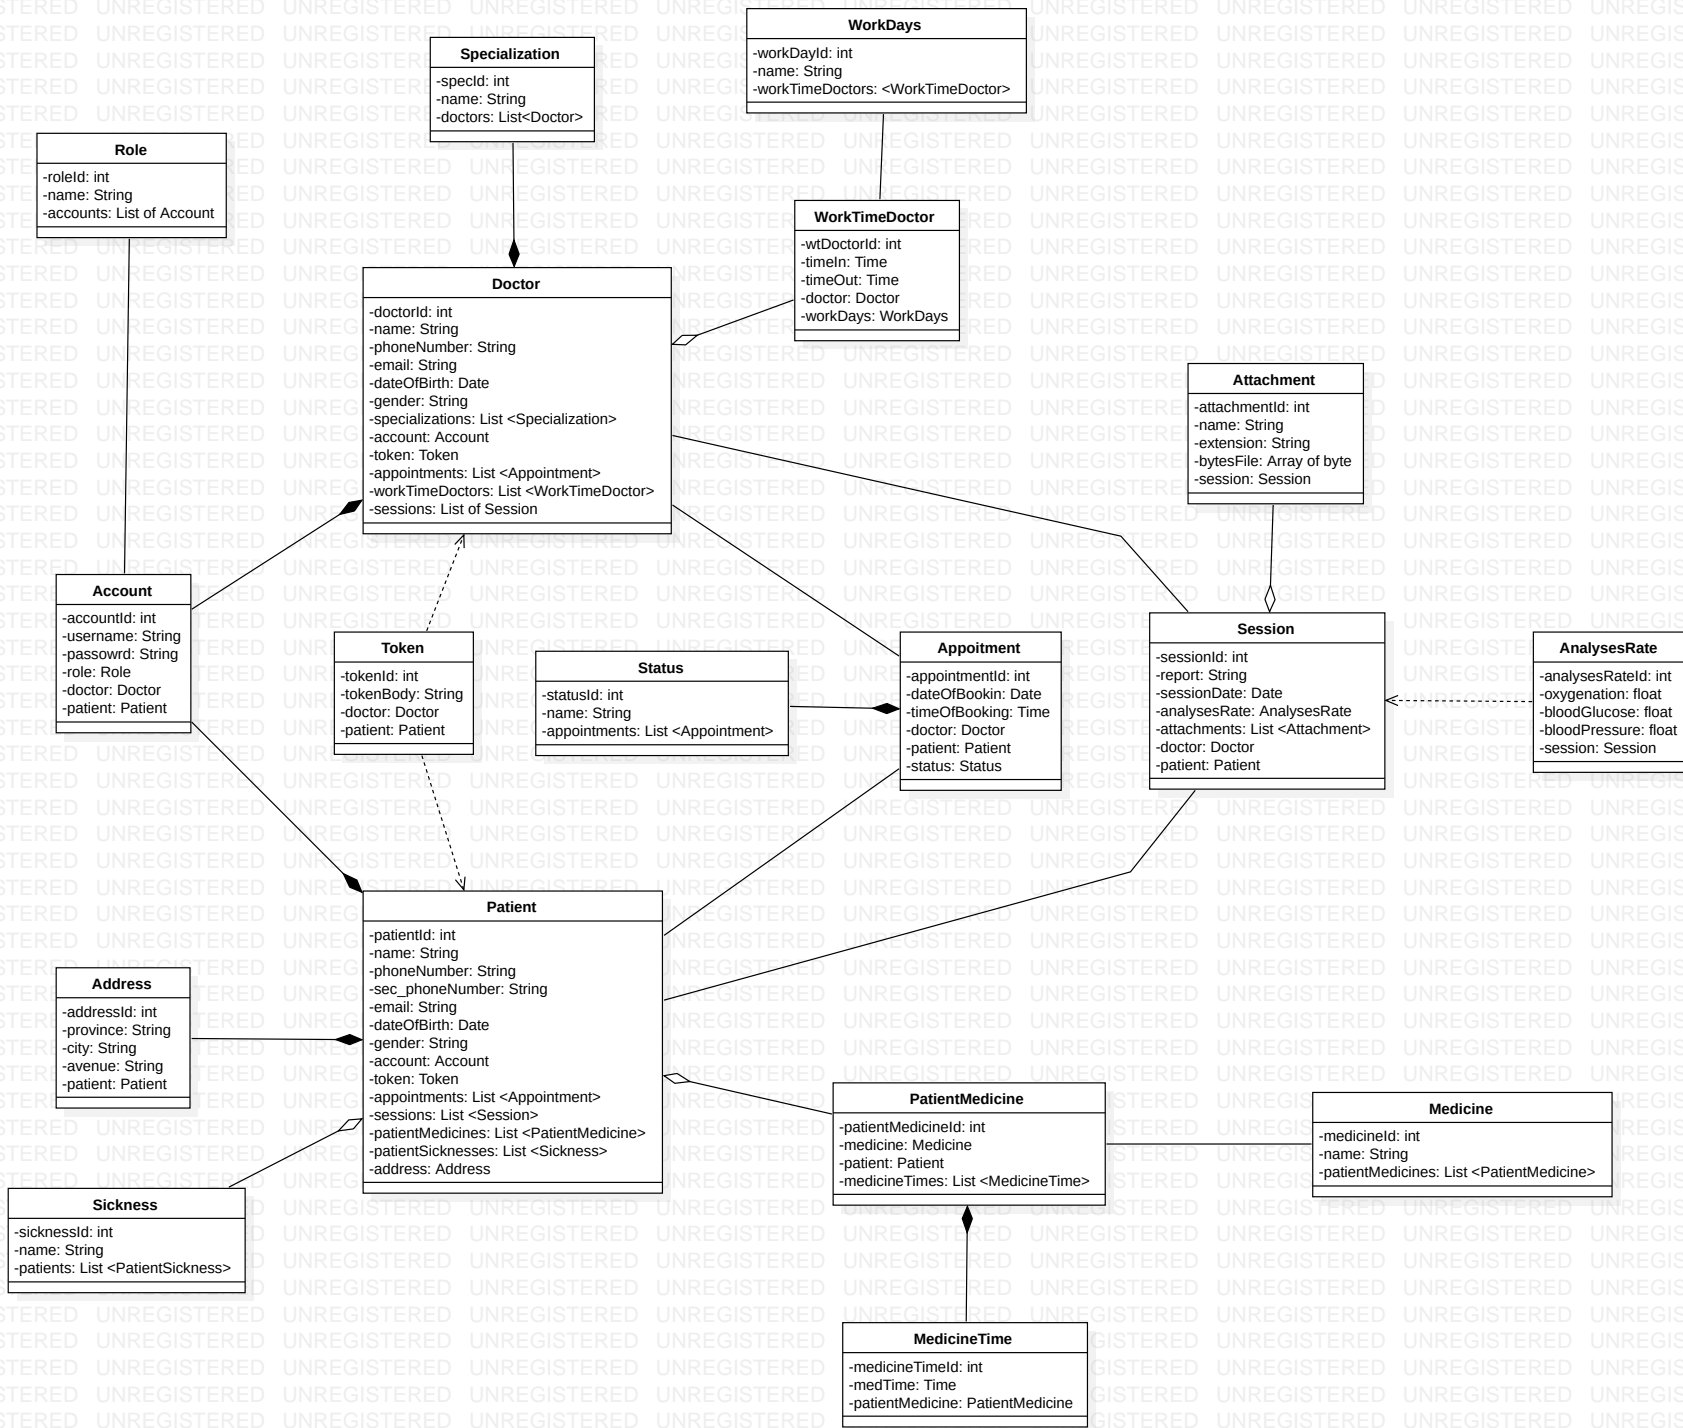 WorkDays
-workDayId: int
-name: String
-workTimeDoctors: <WorkTimeDoctor>
Specialization
-specId: int
-name: String
-doctors: List<Doctor>
Role
-roleId: int
-name: String
-accounts: List of Account
WorkTimeDoctor
-wtDoctorId: int
-timeIn: Time
-timeOut: Time
-doctor: Doctor
-workDays: WorkDays
Doctor
-doctorId: int
-name: String
-phoneNumber: String
-email: String
-dateOfBirth: Date
-gender: String
-specializations: List <Specialization>
-account: Account
-token: Token
-appointments: List <Appointment>
-workTimeDoctors: List <WorkTimeDoctor>
-sessions: List of Session
Attachment
-attachmentId: int
-name: String
-extension: String
-bytesFile: Array of byte
-session: Session
Account
-accountId: int
-username: String
-passowrd: String
-role: Role
-doctor: Doctor
-patient: Patient
Token
-tokenId: int
-tokenBody: String
-doctor: Doctor
-patient: Patient
Status
-statusId: int
-name: String
-appointments: List <Appointment>
Appoitment
-appointmentId: int
-dateOfBookin: Date
-timeOfBooking: Time
-doctor: Doctor
-patient: Patient
-status: Status
Session
-sessionId: int
-report: String
-sessionDate: Date
-analysesRate: AnalysesRate
-attachments: List <Attachment>
-doctor: Doctor
-patient: Patient
AnalysesRate
-analysesRateId: int
-oxygenation: float
-bloodGlucose: float
-bloodPressure: float
-session: Session
Patient
-patientId: int
-name: String
-phoneNumber: String
-sec_phoneNumber: String
-email: String
-dateOfBirth: Date
-gender: String
-account: Account
-token: Token
-appointments: List <Appointment>
-sessions: List <Session>
-patientMedicines: List <PatientMedicine>
-patientSicknesses: List <Sickness>
-address: Address
Address
-addressId: int
-province: String
-city: String
-avenue: String
-patient: Patient
Sickness
-sicknessId: int
-name: String
-patients: List <PatientSickness>
PatientMedicine
-patientMedicineId: int
-medicine: Medicine
-patient: Patient
-medicineTimes: List <MedicineTime>
Medicine
-medicineId: int
-name: String
-patientMedicines: List <PatientMedicine>
MedicineTime
-medicineTimeId: int
-medTime: Time
-patientMedicine: PatientMedicine
UNREGISTERED